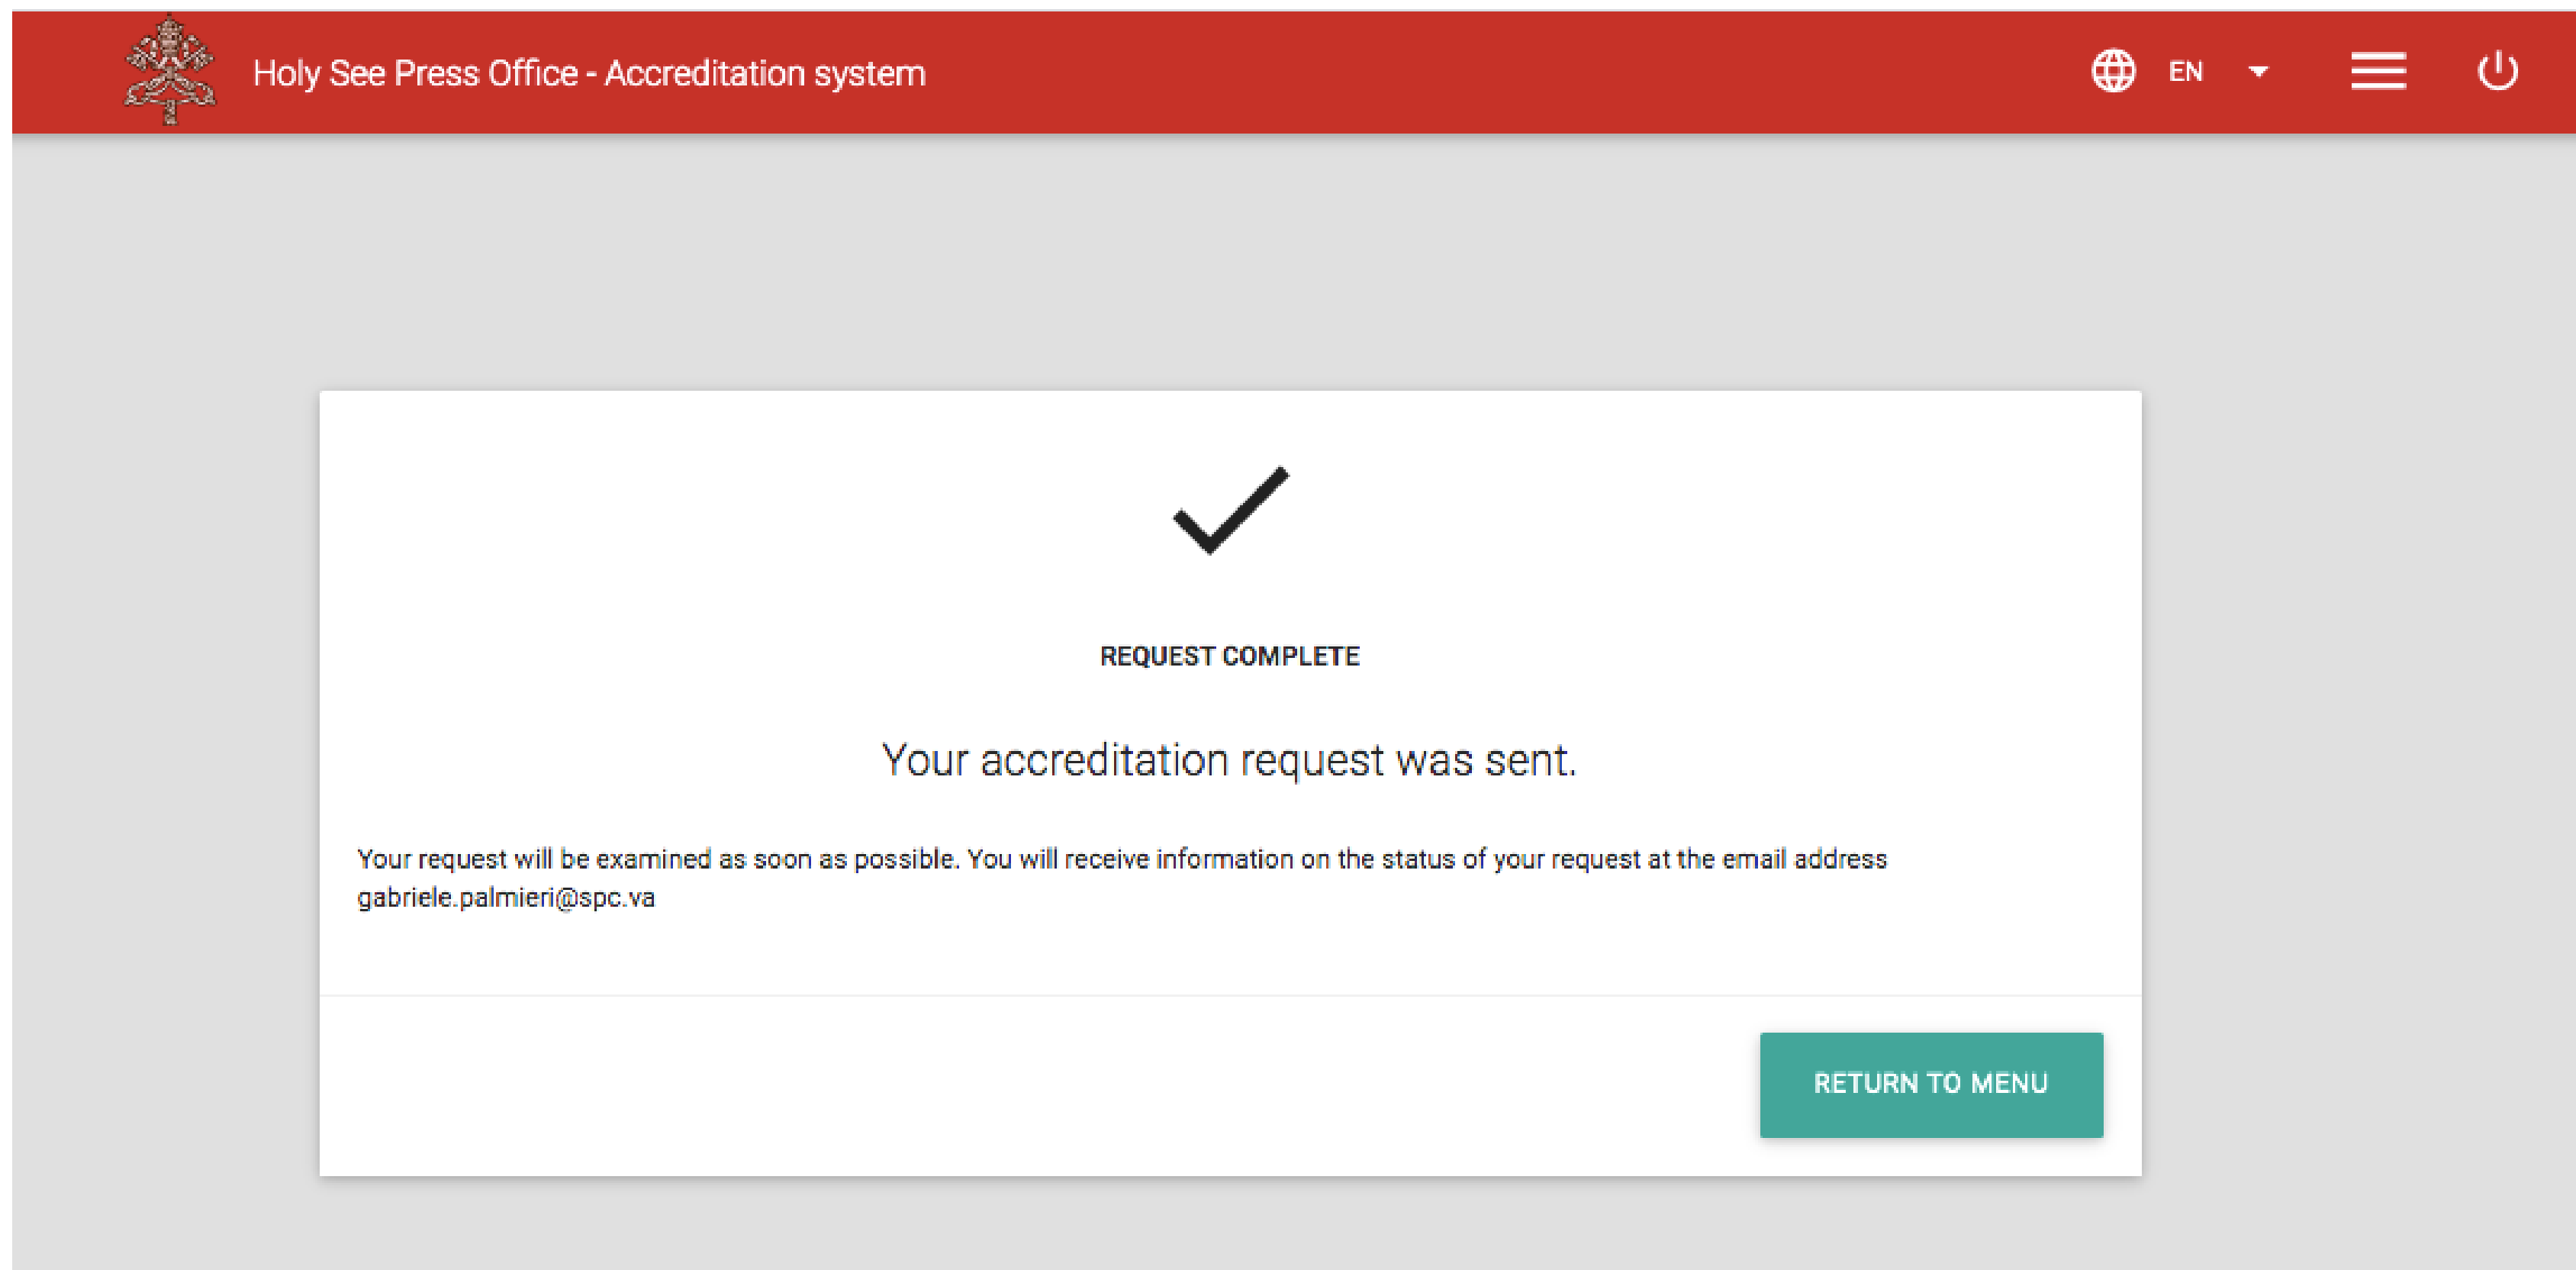 Holy See Press Office - Accreditation system
EN
REQUEST COMPLETE
Your accreditation request was sent.
Your request will be examined as soon as possible. You will receive information on the status of your request at the email address
gabriele.palmieri@spc.va
RETURN TO MENU